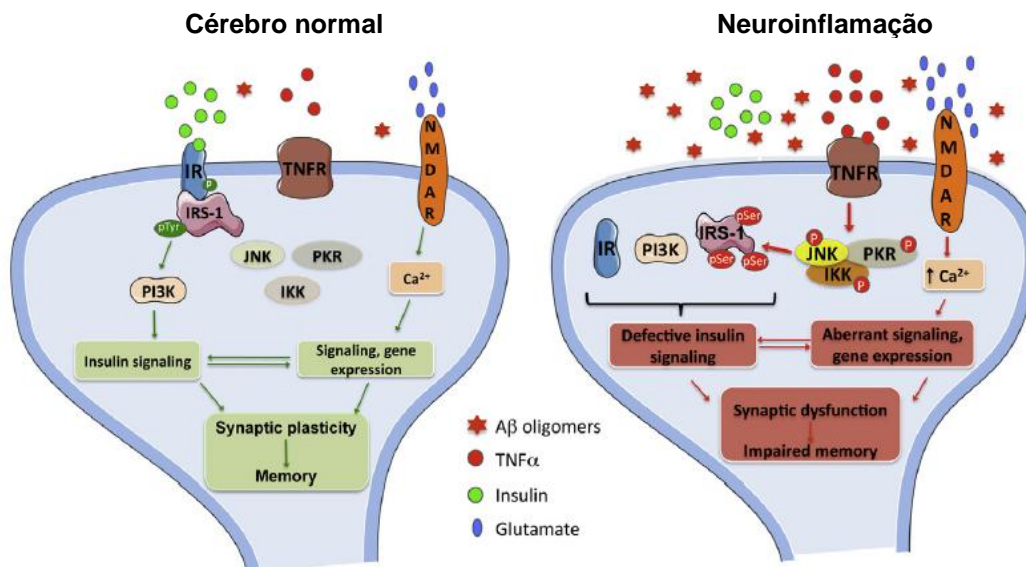 Cérebro normal
IR
P
IRS-1
pTyr
PI3K
TNFR
JNK
PKR
IKK
NMDAR
Ca²⁺
Insulin signaling
Signaling, gene
expression
Synaptic plasticity
Memory
Aβ oligomers
TNFα
Insulin
Glutamate
Neuroinflamação
IR
PI3K
IRS-1
pSer
pSer
pSer
TNFR
P
JNK
PKR
P
IKK
P
NMDAR
↑ Ca²⁺
Defective insulin
signaling
Aberrant signaling,
gene expression
Synaptic dysfunction
Impaired memory